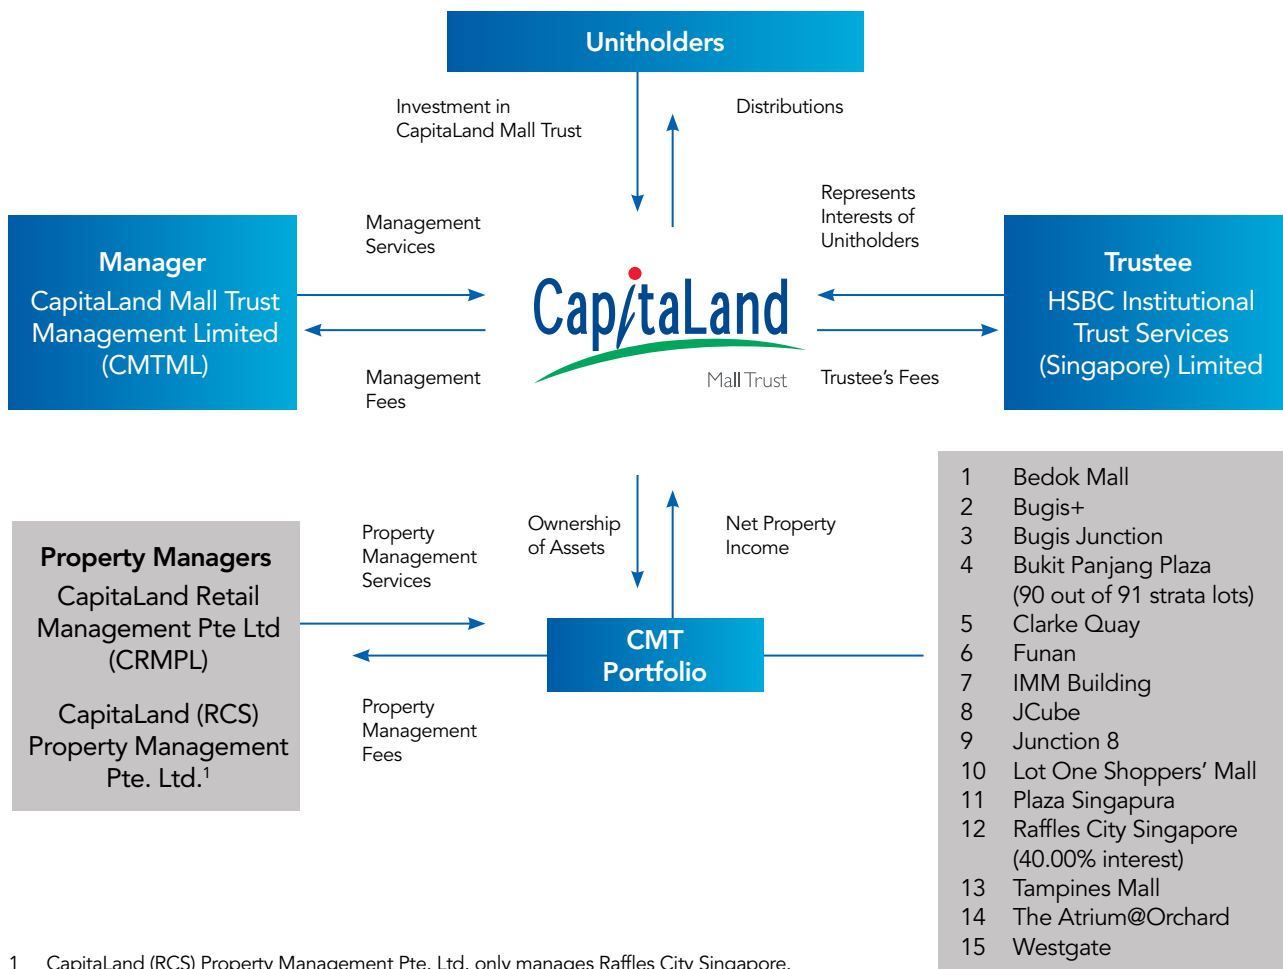 Unitholders
Investment in
CapitaLand Mall Trust
Distributions
Management
Services
Represents
Interests of
Unitholders
Manager
CapitaLand Mall Trust
Management Limited
(CMTML)
CapitaLand
Mall Trust
Trustee
HSBC Institutional
Trust Services
(Singapore) Limited
Management
Fees
Trustee’s Fees
Property Managers
CapitaLand Retail
Management Pte Ltd
(CRMPL)
CapitaLand (RCS)
Property Management
Pte. Ltd.1
Property
Management
Services
Ownership
of Assets
Net Property
Income
CMT
Portfolio
Property
Management
Fees
1 Bedok Mall
2 Bugis+
3 Bugis Junction
4 Bukit Panjang Plaza
(90 out of 91 strata lots)
5 Clarke Quay
6 Funan
7 IMM Building
8 JCube
9 Junction 8
10 Lot One Shoppers’ Mall
11 Plaza Singapura
12 Raffles City Singapore
(40.00% interest)
13 Tampines Mall
14 The Atrium@Orchard
15 Westgate
1 CapitaLand (RCS) Property Management Pte. Ltd. only manages Raffles City Singapore.